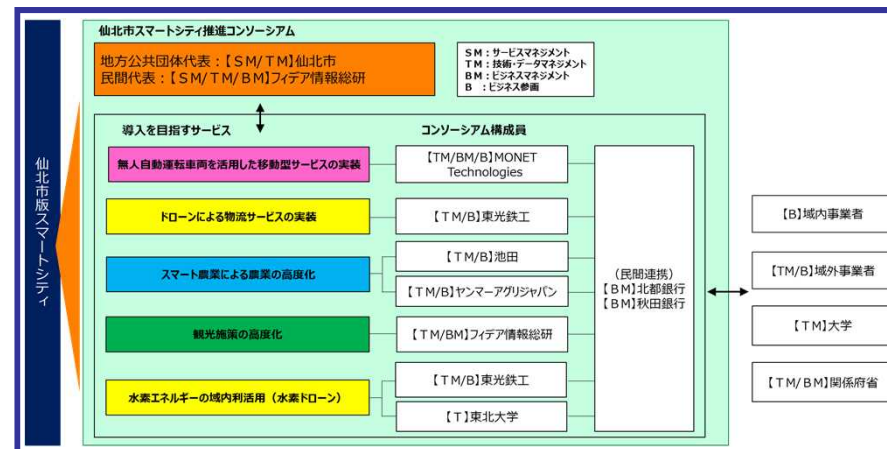 仙北市スマートシティ推進コンソーシアム
地方公共団体代表：【SM/TM】仙北市
民間代表：【SM/TM/BM】フィデア情報総研
SM：サービスマネジメント
TM：技術・データマネジメント
BM：ビジネスマネジメント
B ：ビジネス参画
仙北市版スマートシティ
導入を目指すサービス
コンソーシアム構成員
無人自動運転車両を活用した移動型サービスの実装
【TM/BM/B】MONET
Technologies
ドローンによる物流サービスの実装
【TM/B】東光鉄工
スマート農業による農業の高度化
【TM/B】池田
【TM/B】ヤンマーアグリジャパン
観光施策の高度化
【TM/BM】フィデア情報総研
水素エネルギーの域内利活用（水素ドローン）
【TM/B】東光鉄工
【T】東北大学
（民間連携）
【BM】北都銀行
【BM】秋田銀行
【B】域内事業者
【TM/B】域外事業者
【TM】大学
【TM/BM】関係府省